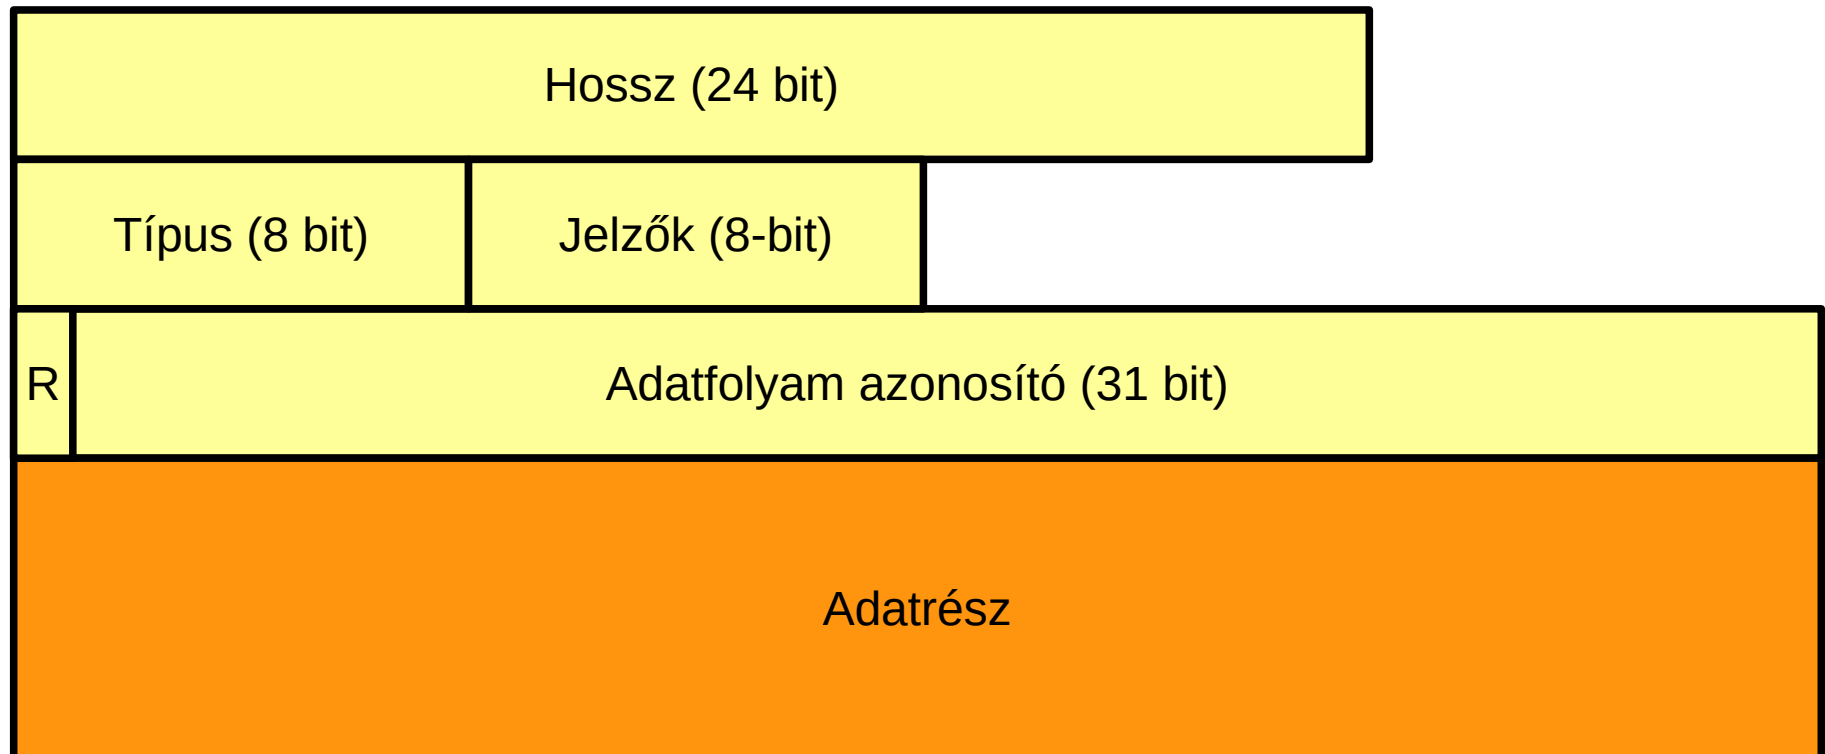 Hossz (24 bit)
Típus (8 bit) Jelzők (8-bit)
R Adatfolyam azonosító (31 bit)
Adatrész